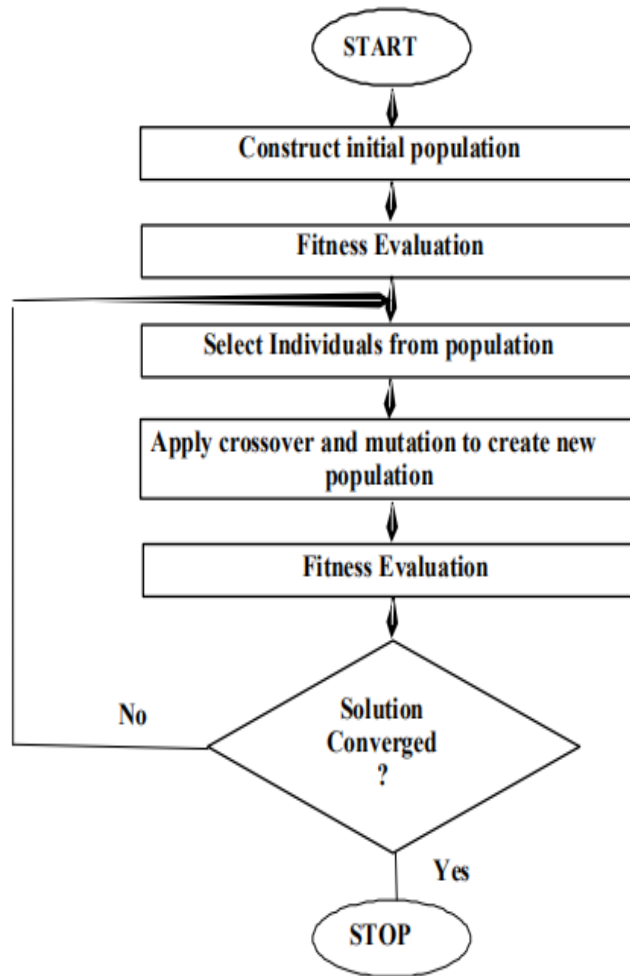 START
Construct initial population
Fitness Evaluation
Select Individuals from population
Apply crossover and mutation to create new
population
Fitness Evaluation
No
Solution
Converged
?
Yes
STOP